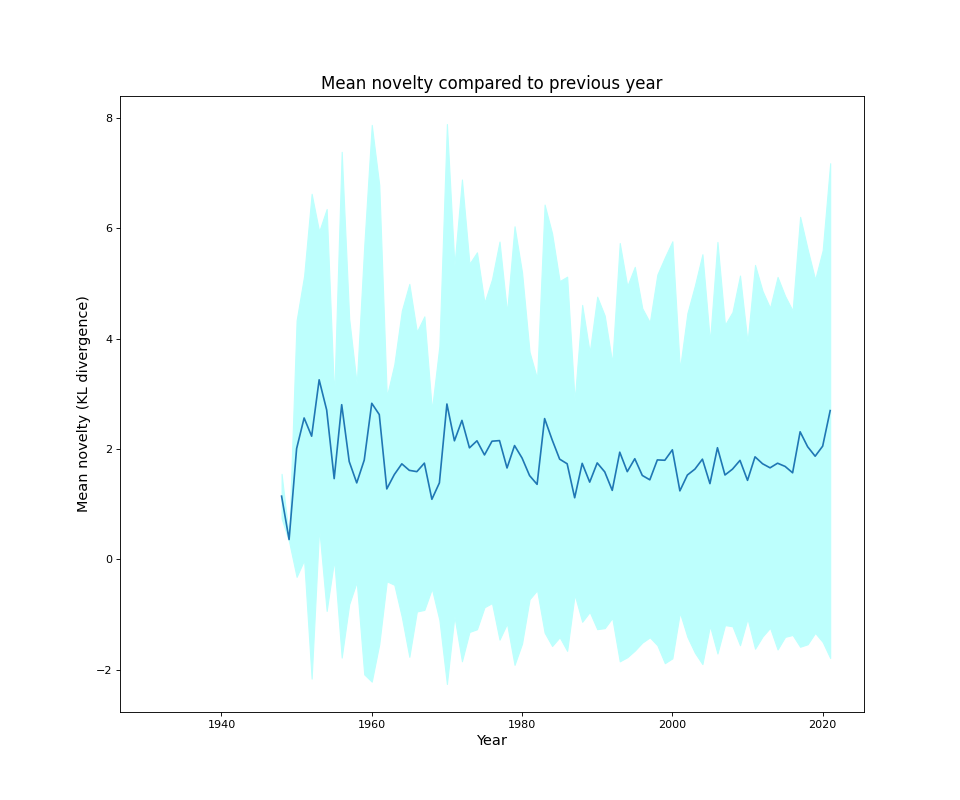 Mean novelty compared to previous year
8
6
4
2
0
−2
Mean novelty (KL divergence)
1940 1960 1980 2000 2020
Year